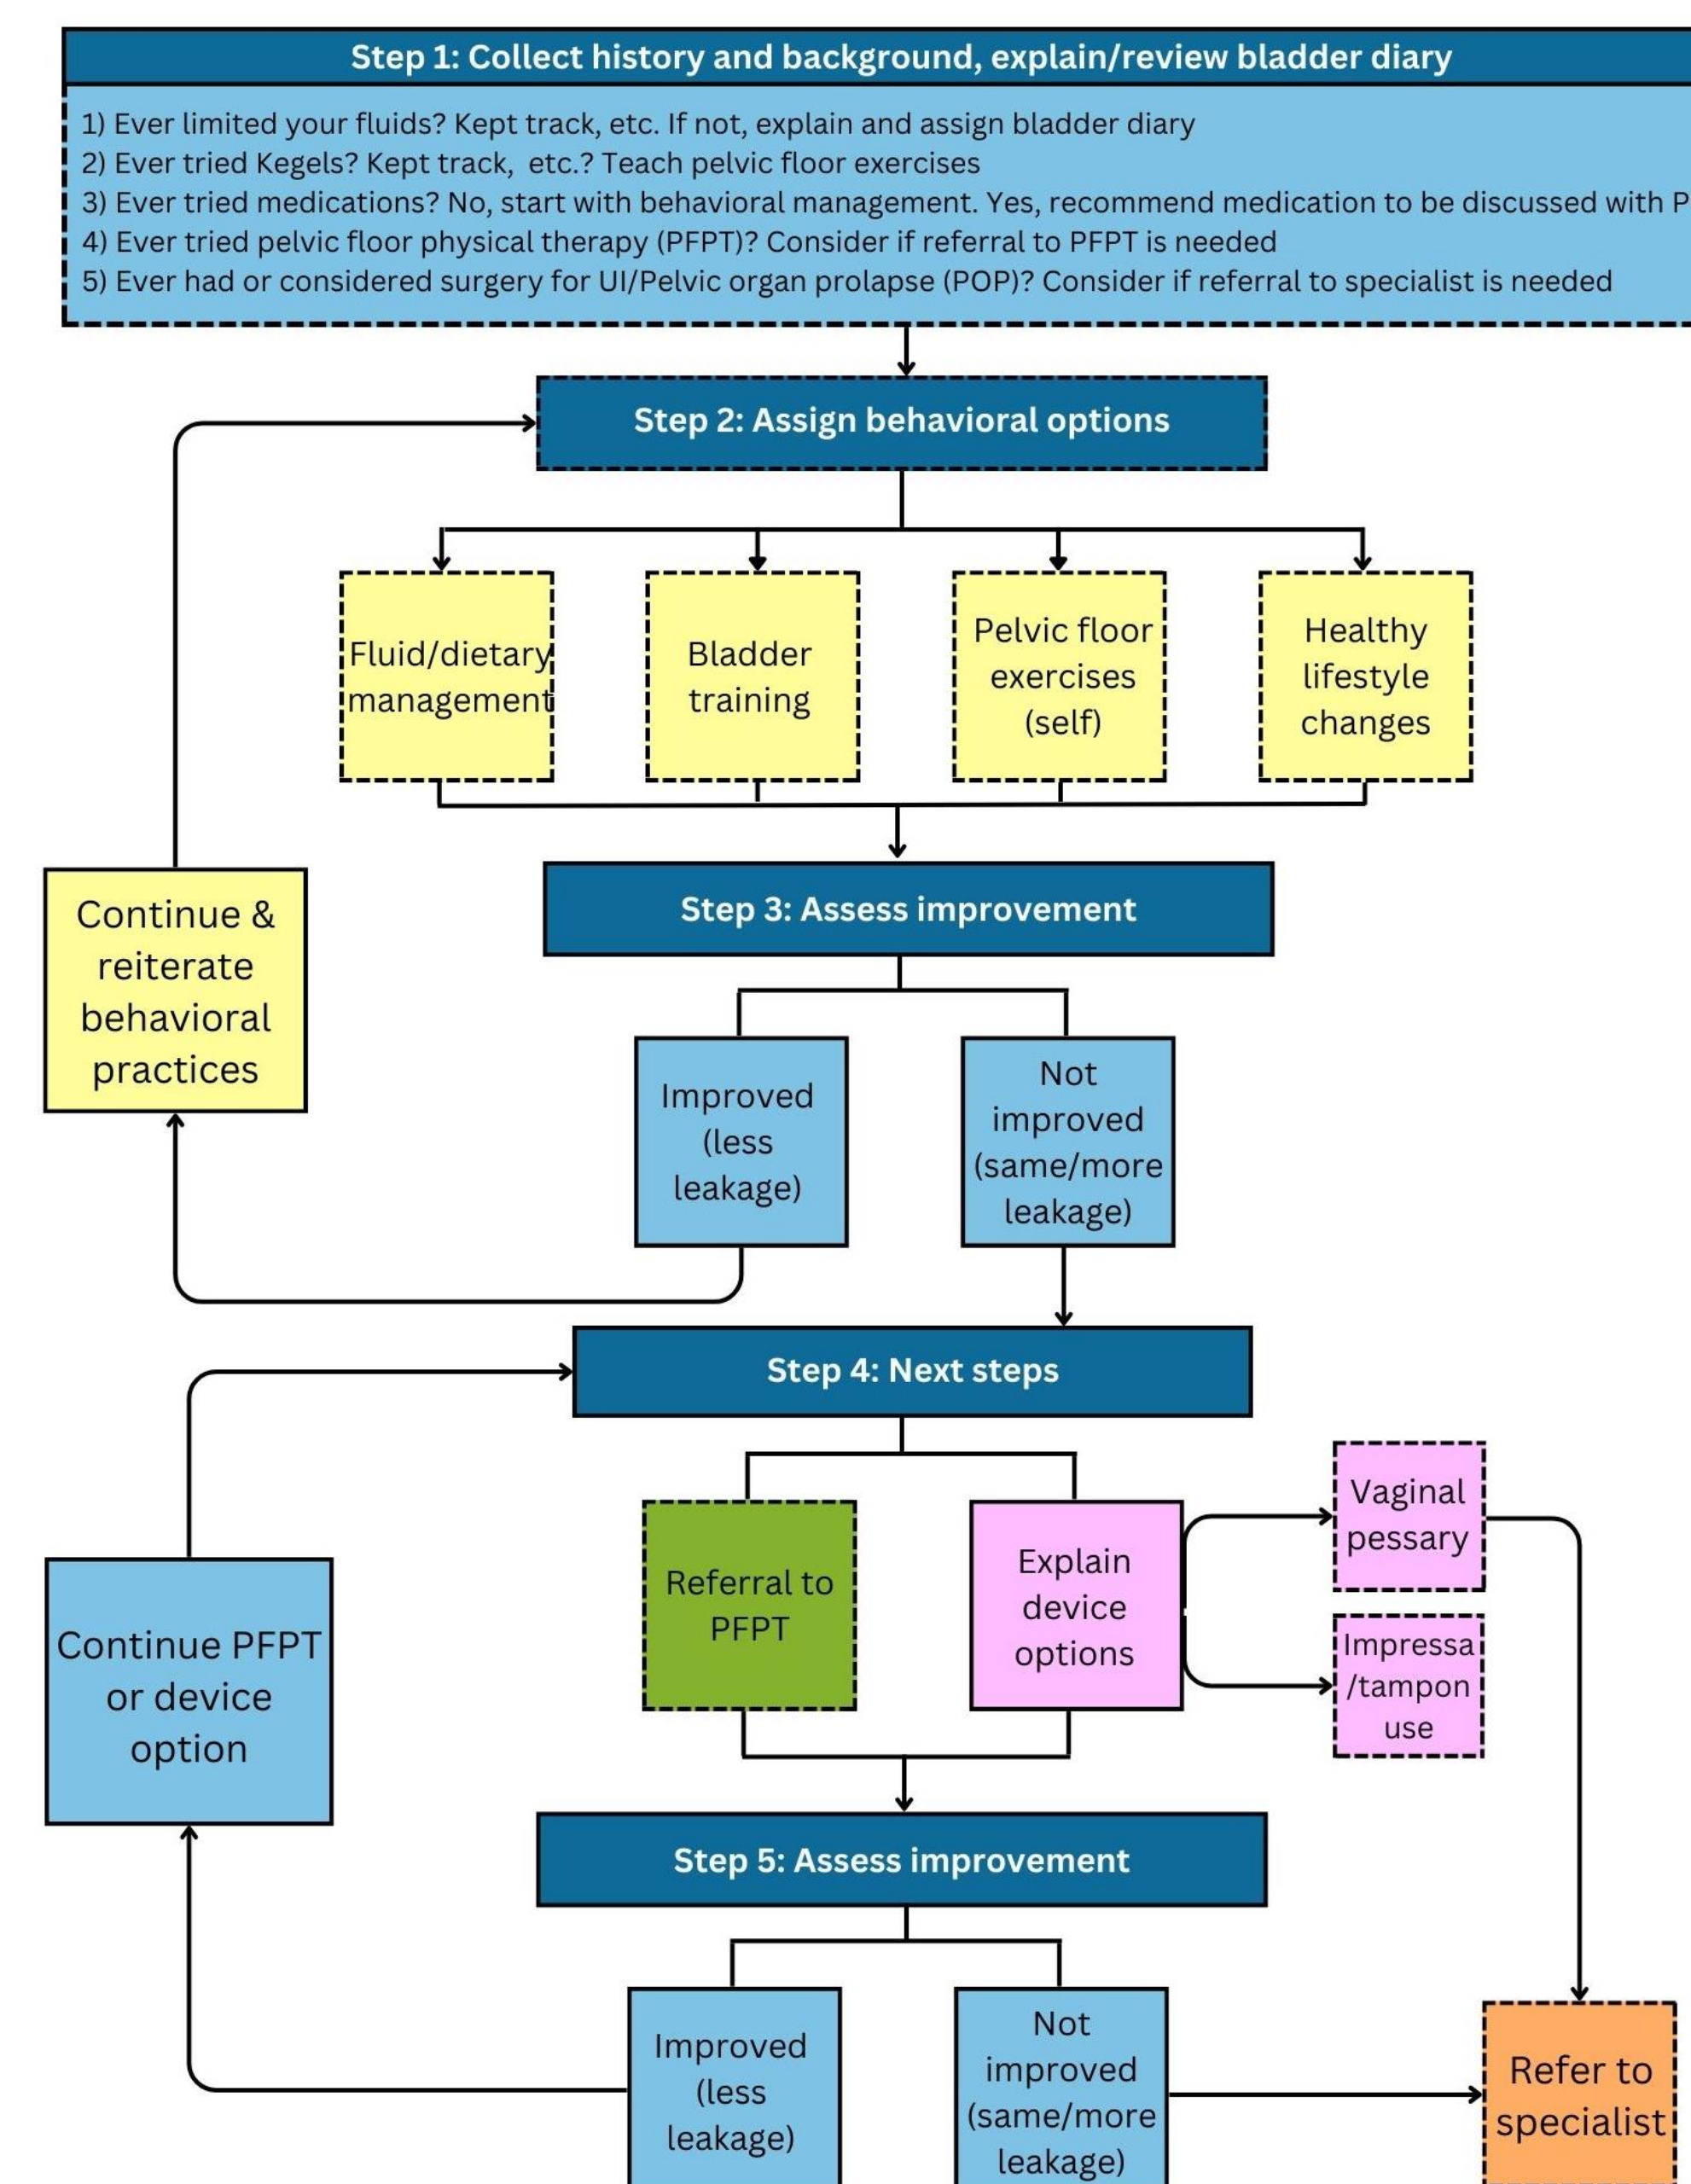 Step 1: Collect history and background, explain/review bladder diary
1) Ever limited your fluids? Kept track, etc. If not, explain and assign bladder diary
2) Ever tried Kegels? Kept track, etc.? Teach pelvic floor exercises
3) Ever tried medications? No, start with behavioral management. Yes, recommend medication to be discussed with P
4) Ever tried pelvic floor physical therapy (PFPT)? Consider if referral to PFPT is needed
5) Ever had or considered surgery for UI/Pelvic organ prolapse (POP)? Consider if referral to specialist is needed
Step 2: Assign behavioral options
Fluid/dietary
management
Bladder
training
Pelvic floor
exercises
(self)
Healthy
lifestyle
changes
Step 3: Assess improvement
Continue &
reiterate
behavioral
practices
Improved
(less
leakage)
Not
improved
(same/more
leakage)
Step 4: Next steps
Referral to
PFPT
Explain
device
options
Vaginal
pessary
Impressa
/tampon
use
Continue PFPT
or device
option
Step 5: Assess improvement
Improved
(less
leakage)
Not
improved
(same/more
leakage)
Refer to
specialist